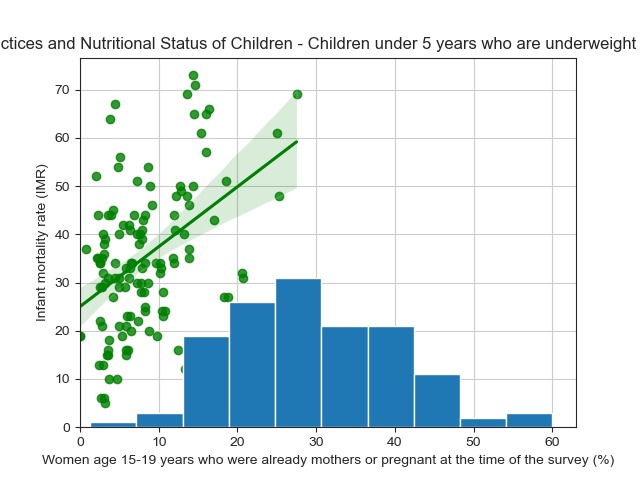 ctices and Nutritional Status of Children - Children under 5 years who are underweight
70
60
50
40
30
20
10
0
Infant mortality rate (IMR)
0 10 20 30 40 50 60
Women age 15-19 years who were already mothers or pregnant at the time of the survey (%)